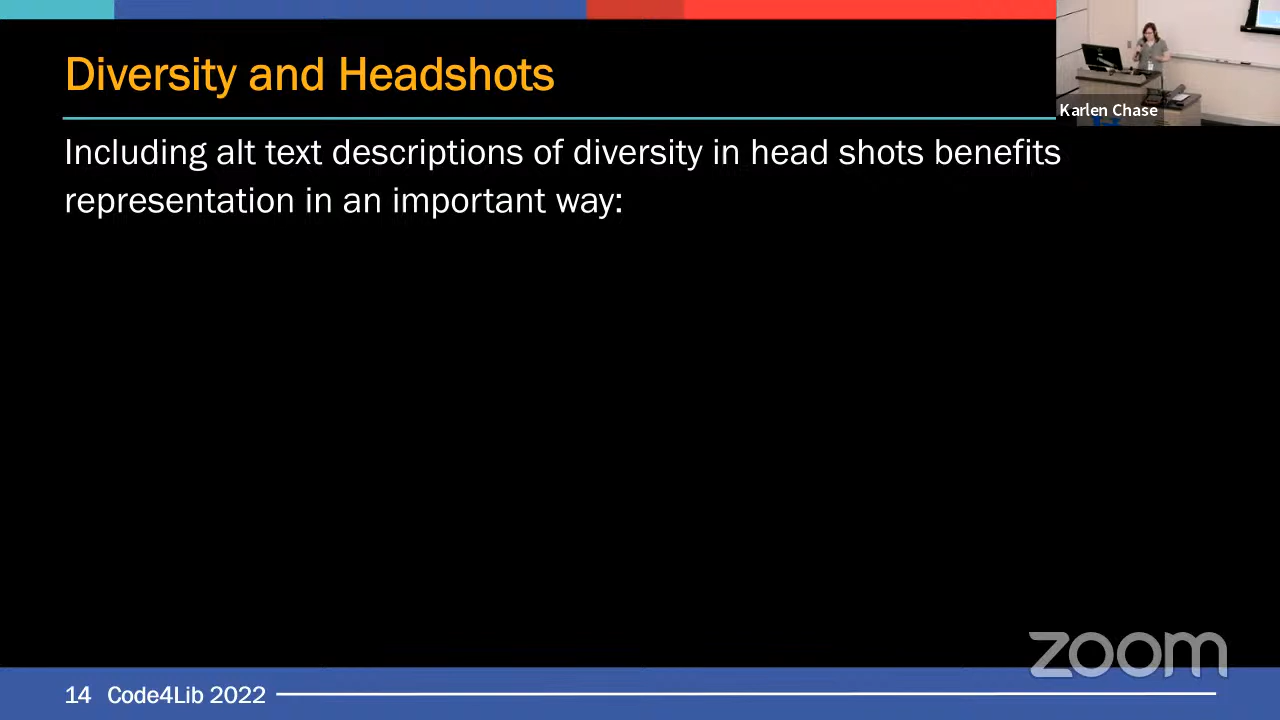 Diversity and Headshots
Karlen Chase
Including alt text descriptions of diversity in head shots benefits
representation in an important way:
zoom
14 Code4Lib 2022